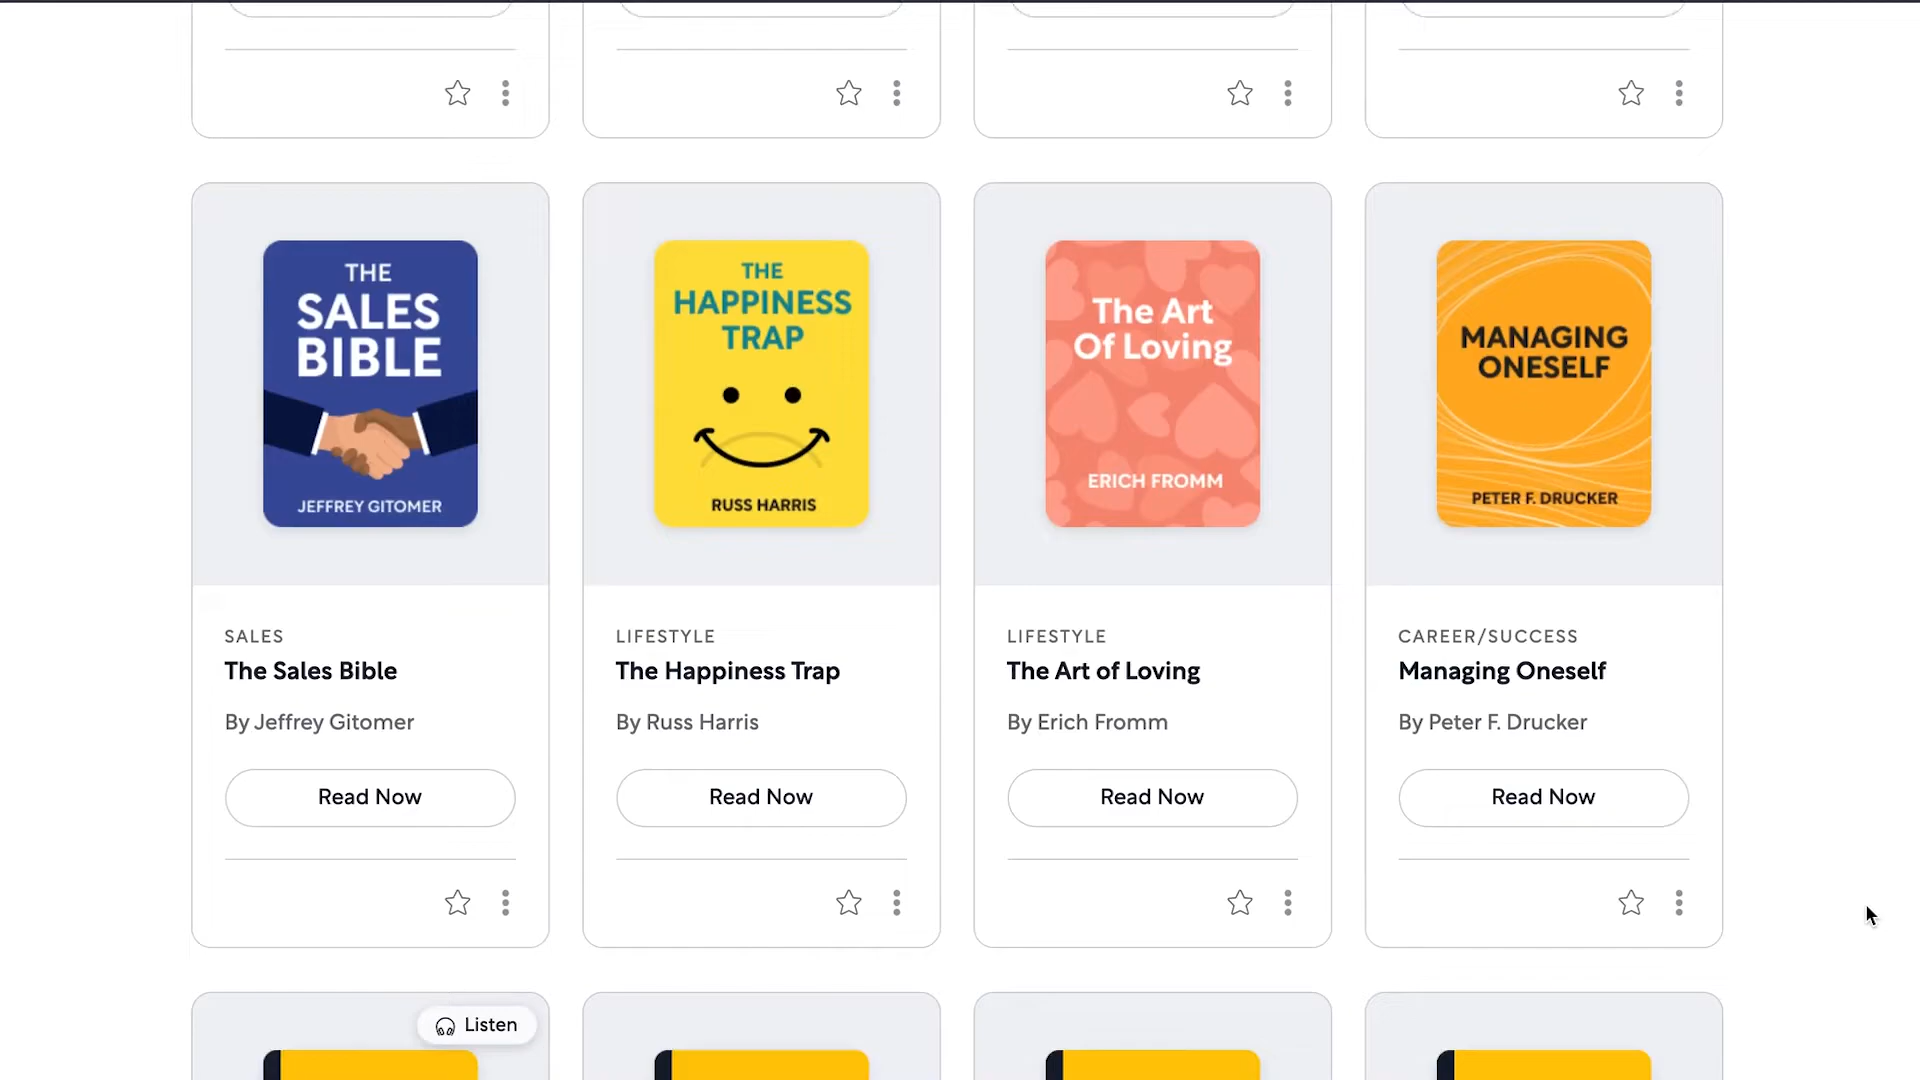 THE
SALES
BIBLE
JEFFREY GITOMER
THE
HAPPINESS
TRAP
RUSS HARRIS
The Art
Of Loving
ERICH FROMM
MANAGING
ONESELF
PETER F. DRUCKER
SALES
The Sales Bible
By Jeffrey Gitomer
Read Now
LIFESTYLE
The Happiness Trap
By Russ Harris
Read Now
LIFESTYLE
The Art of Loving
By Erich Fromm
Read Now
CAREER/SUCCESS
Managing Oneself
By Peter F. Drucker
Read Now
Listen